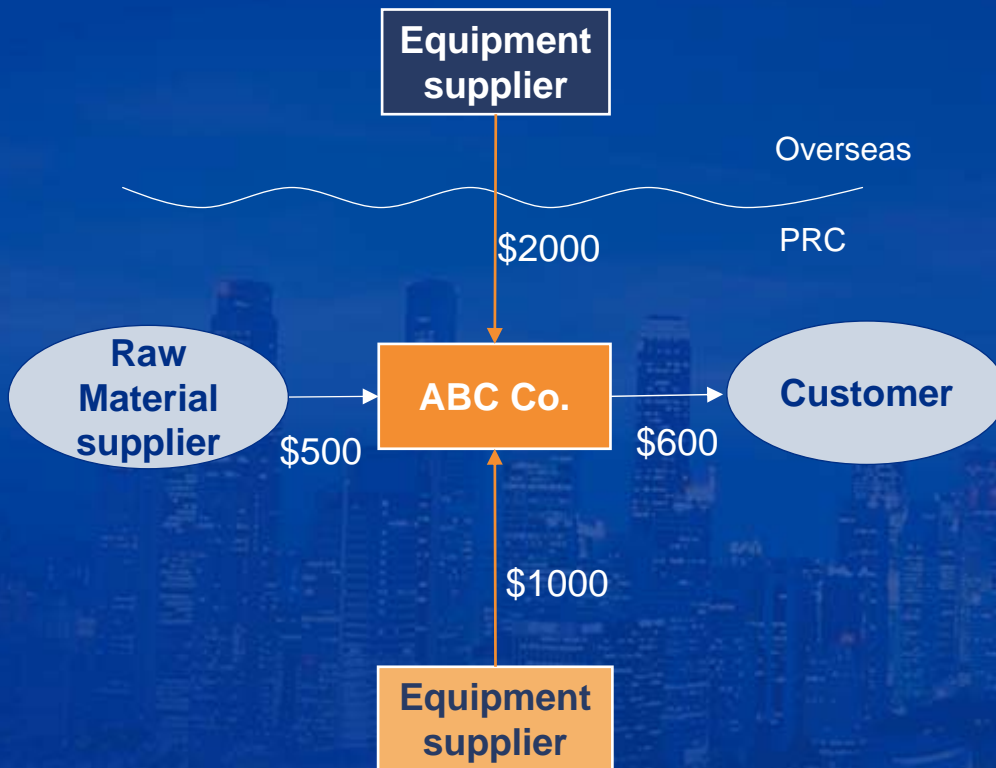 Equipment
supplier
Overseas
PRC
$2000
Raw
Material
supplier
$500
ABC Co.
$600
Customer
$1000
Equipment
supplier